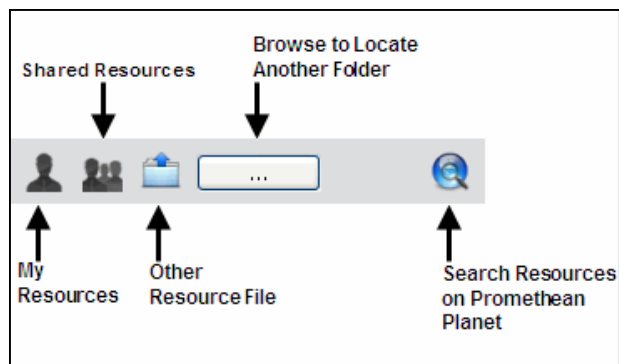 Browse to Locate
Another Folder
Shared Resources
...
My
Resources
Other
Resource File
Search Resources
on Promethean
Planet